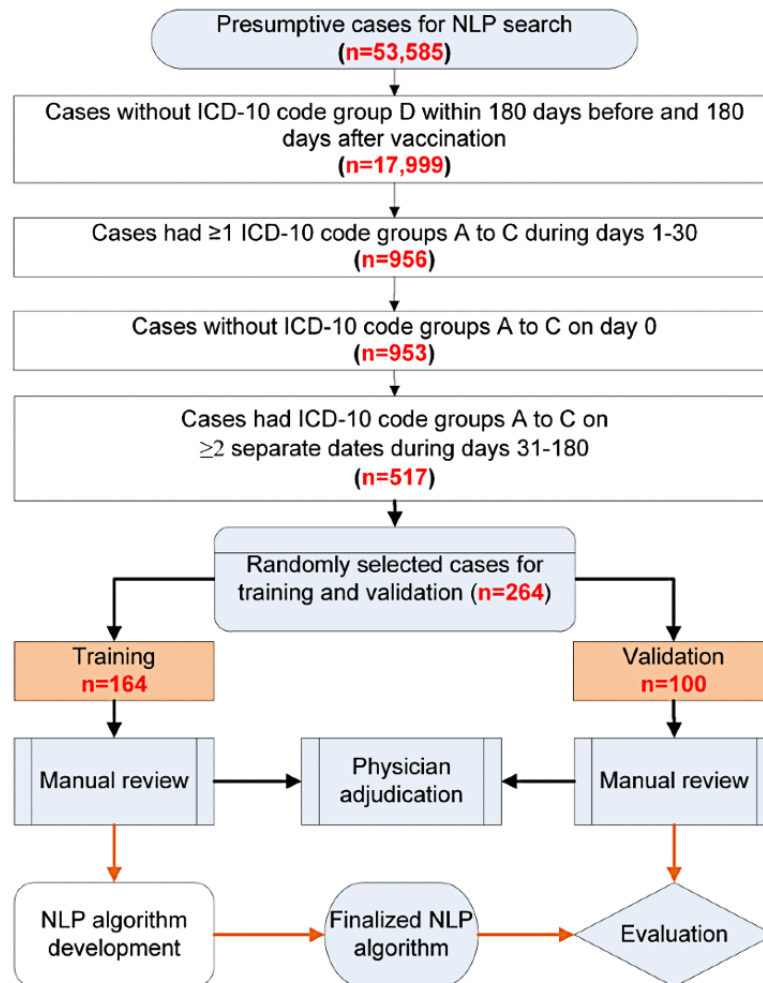 Presumptive cases for NLP search
(n=53,585)
Cases without ICD-10 code group D within 180 days before and 180
days after vaccination
(n=17,999)
Cases had ≥1 ICD-10 code groups A to C during days 1-30
(n=956)
Cases without ICD-10 code groups A to C on day 0
(n=953)
Cases had ICD-10 code groups A to C on
≥2 separate dates during days 31-180
(n=517)
Randomly selected cases for
training and validation (n=264)
Training
n=164
Validation
n=100
Manual review
Physician
adjudication
Manual review
NLP algorithm
development
Finalized NLP
algorithm
Evaluation